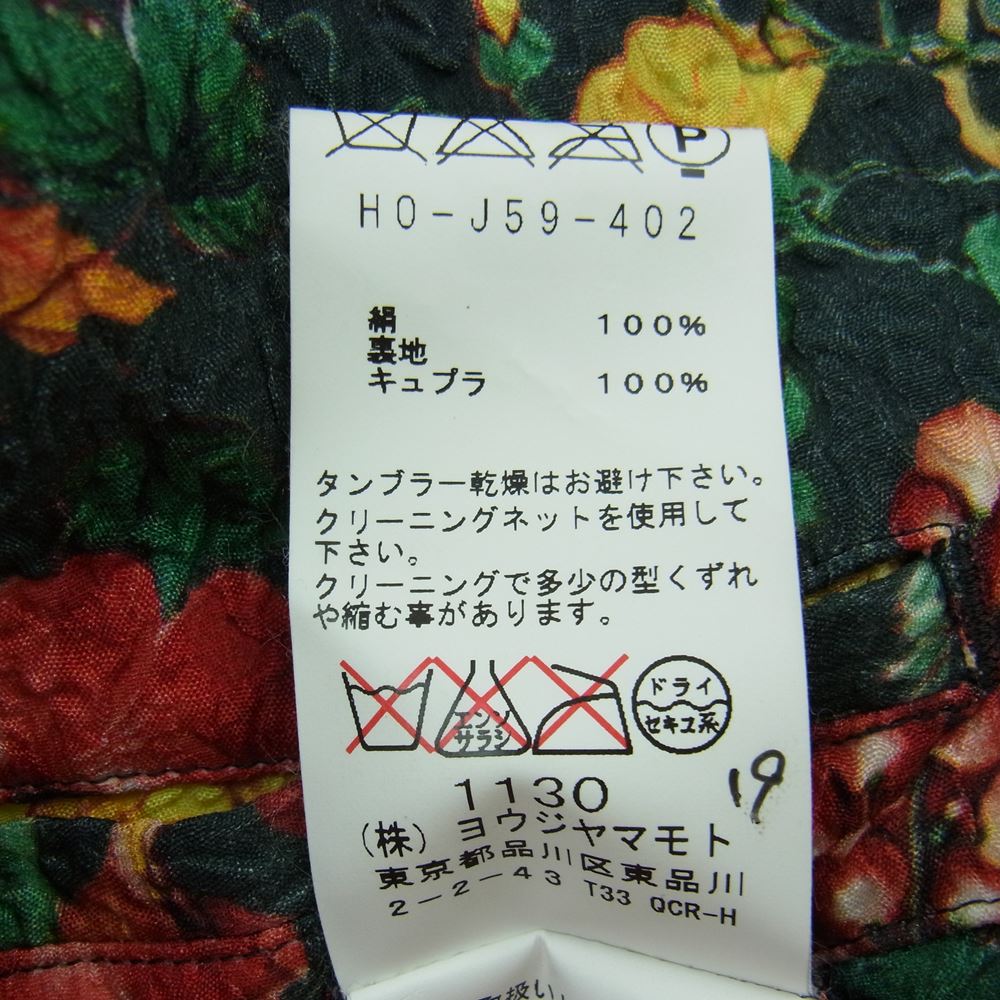 P
HO-J59-402
絹 100%
裏地
キュプラ 100%
タンブラー乾燥はお避け下さい。
クリーニングネットを使用して
下さい。
クリーニングで多少の型くずれ
や縮む事があります。
エンソ
サラシ
ドライ
セキユ系
1130
19
(株)ヨウジヤマモト
東京都品川区東品川
2-2-43 T33 QCR-H
取扱い